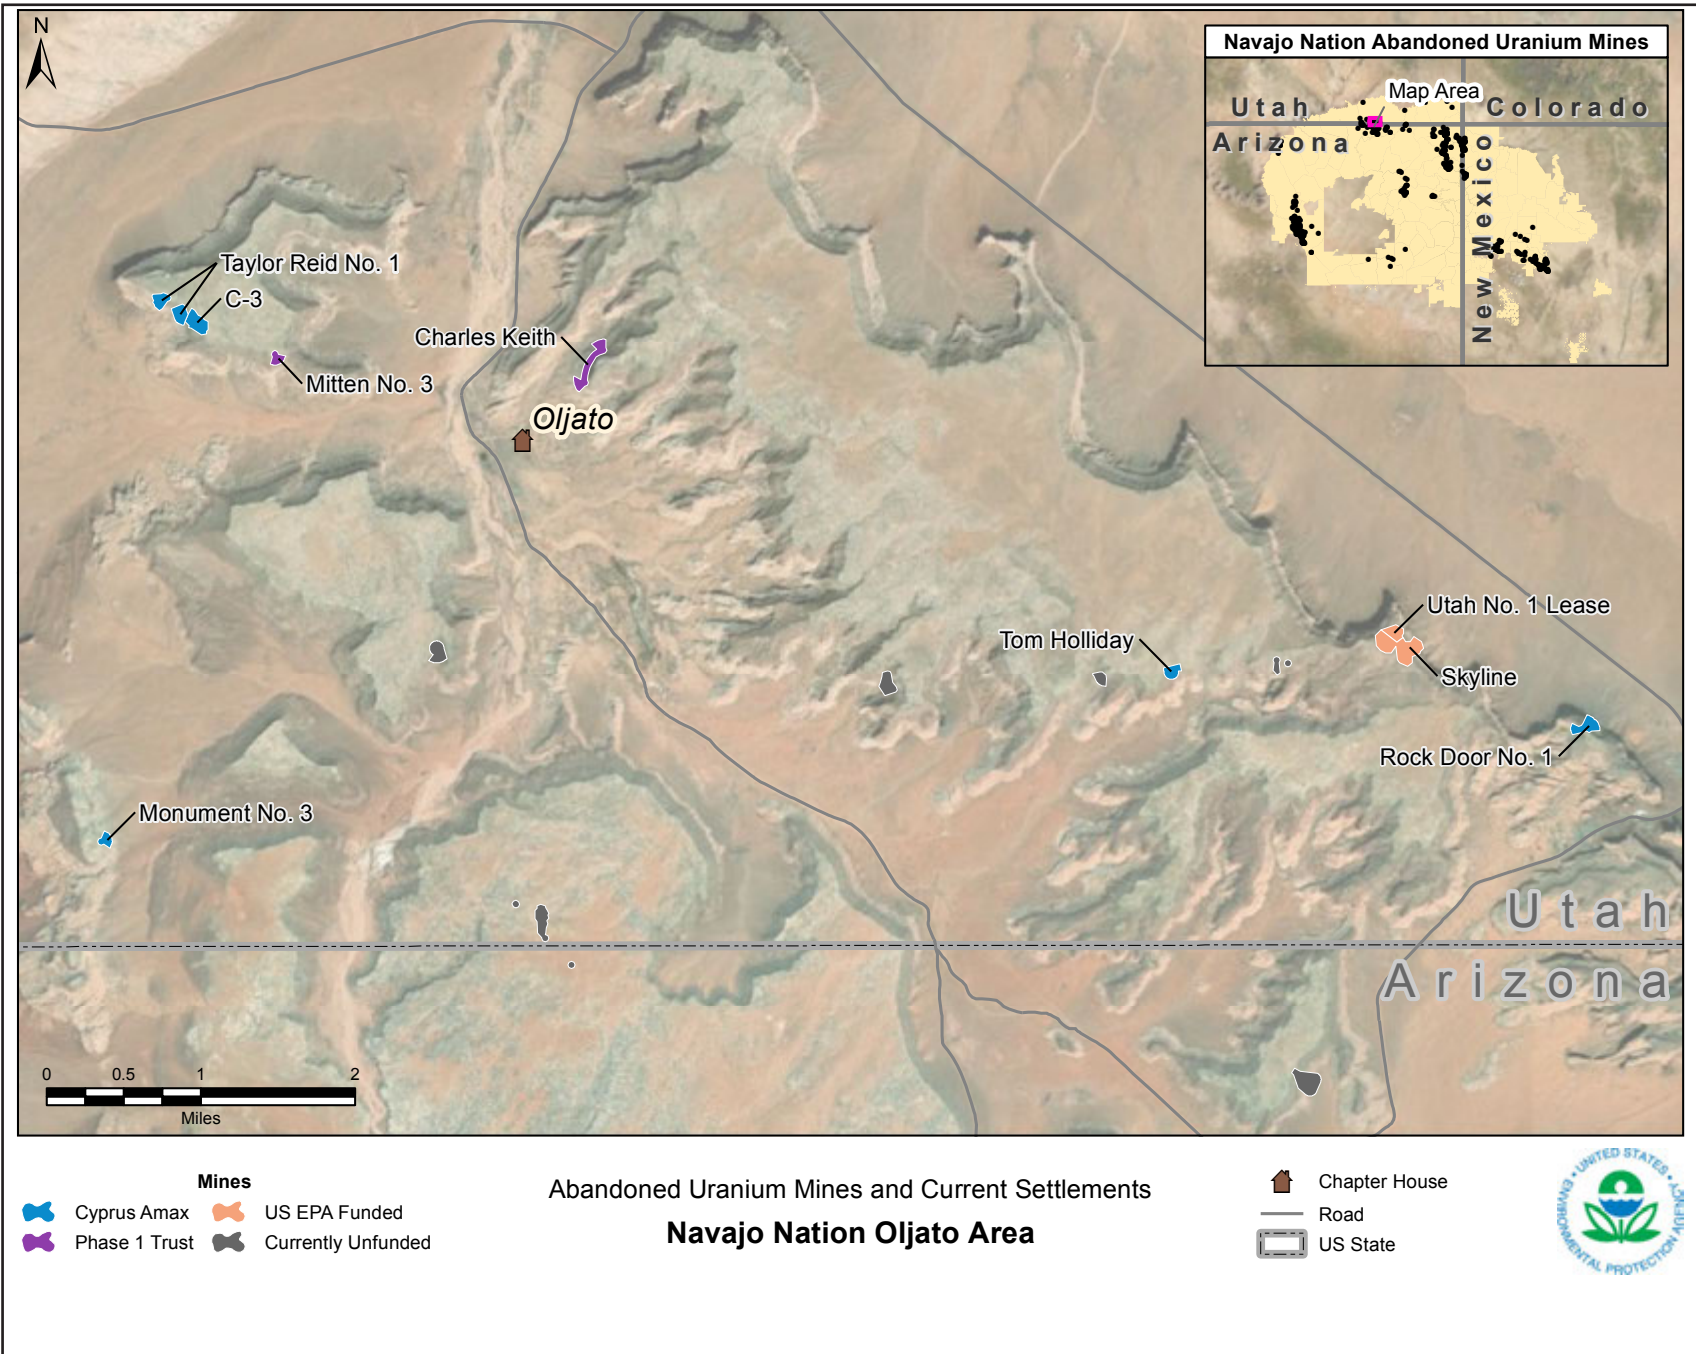 N
Navajo Nation Abandoned Uranium Mines
Map Area
Utah
Colorado
Arizona
New Mexico
Taylor Reid No. 1
C-3
Charles Keith
Mitten No. 3
Oljato
Utah No. 1 Lease
Tom Holliday
Skyline
Rock Door No. 1
Monument No. 3
Utah
Arizona
0 0.5 1 2
Miles
Mines
Cyprus Amax
US EPA Funded
Phase 1 Trust
Currently Unfunded
Abandoned Uranium Mines and Current Settlements
Navajo Nation Oljato Area
Chapter House
Road
US State
UNITED STATES
ENVIRONMENTAL PROTECTION AGENCY